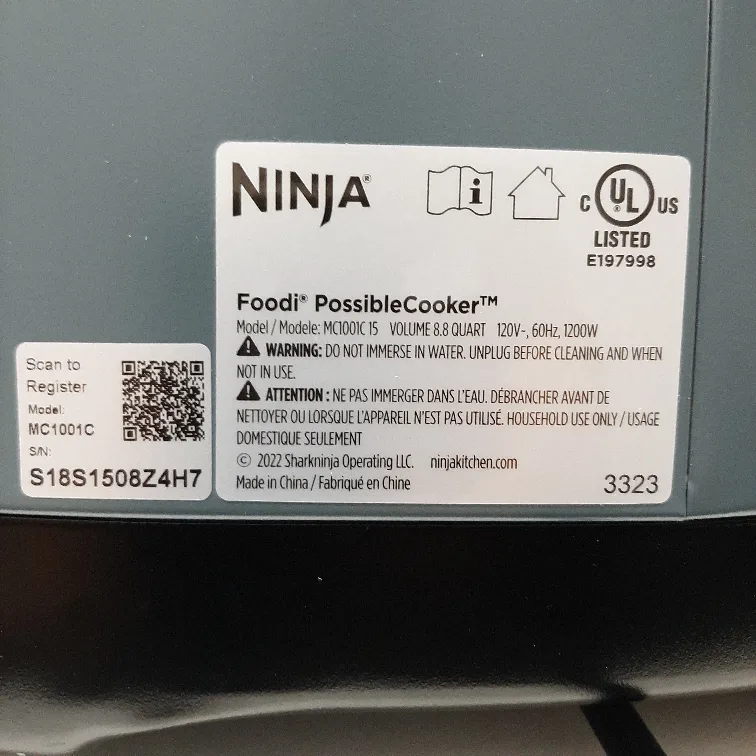 NINJA®
i
C UL® US
LISTED
E197998
Foodi® PossibleCooker™
Model / Modele: MC1001C 15 VOLUME 8.8 QUART 120V~, 60Hz, 1200W
WARNING: DO NOT IMMERSE IN WATER. UNPLUG BEFORE CLEANING AND WHEN
NOT IN USE.
ATTENTION : NE PAS IMMERGER DANS L'EAU. DÉBRANCHER AVANT DE
NETTOYER OU LORSQUE L'APPAREIL N'EST PAS UTILISÉ. HOUSEHOLD USE ONLY / USAGE
DOMESTIQUE SEULEMENT
© 2022 Sharkninja Operating LLC. ninjakitchen.com
Made in China / Fabriqué en Chine
3323
Scan to
Register
Model:
MC1001C
S/N:
S18S1508Z4H7